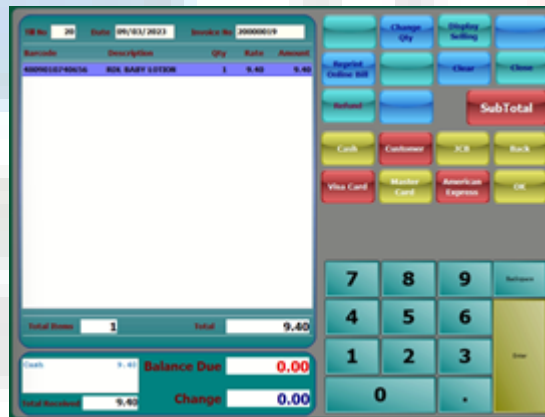 Till No 20 Date 09/03/2023 Invoice No 20000019
Barcode Description Qty Rate Amount
4809010240656 RDL BABY LOTION 1 9.40 9.40
Total Items 1 Total 9.40
Cash 9.40
Total Received 9.40
Balance Due 0.00
Change 0.00
Change Qty
Display Selling
Reprint Online Bill
Clear
Close
Refund
SubTotal
Cash
Customer
JCB
Back
Visa Card
Master Card
American Express
OK
7 8 9 Backspace
4 5 6
1 2 3 Enter
0 .